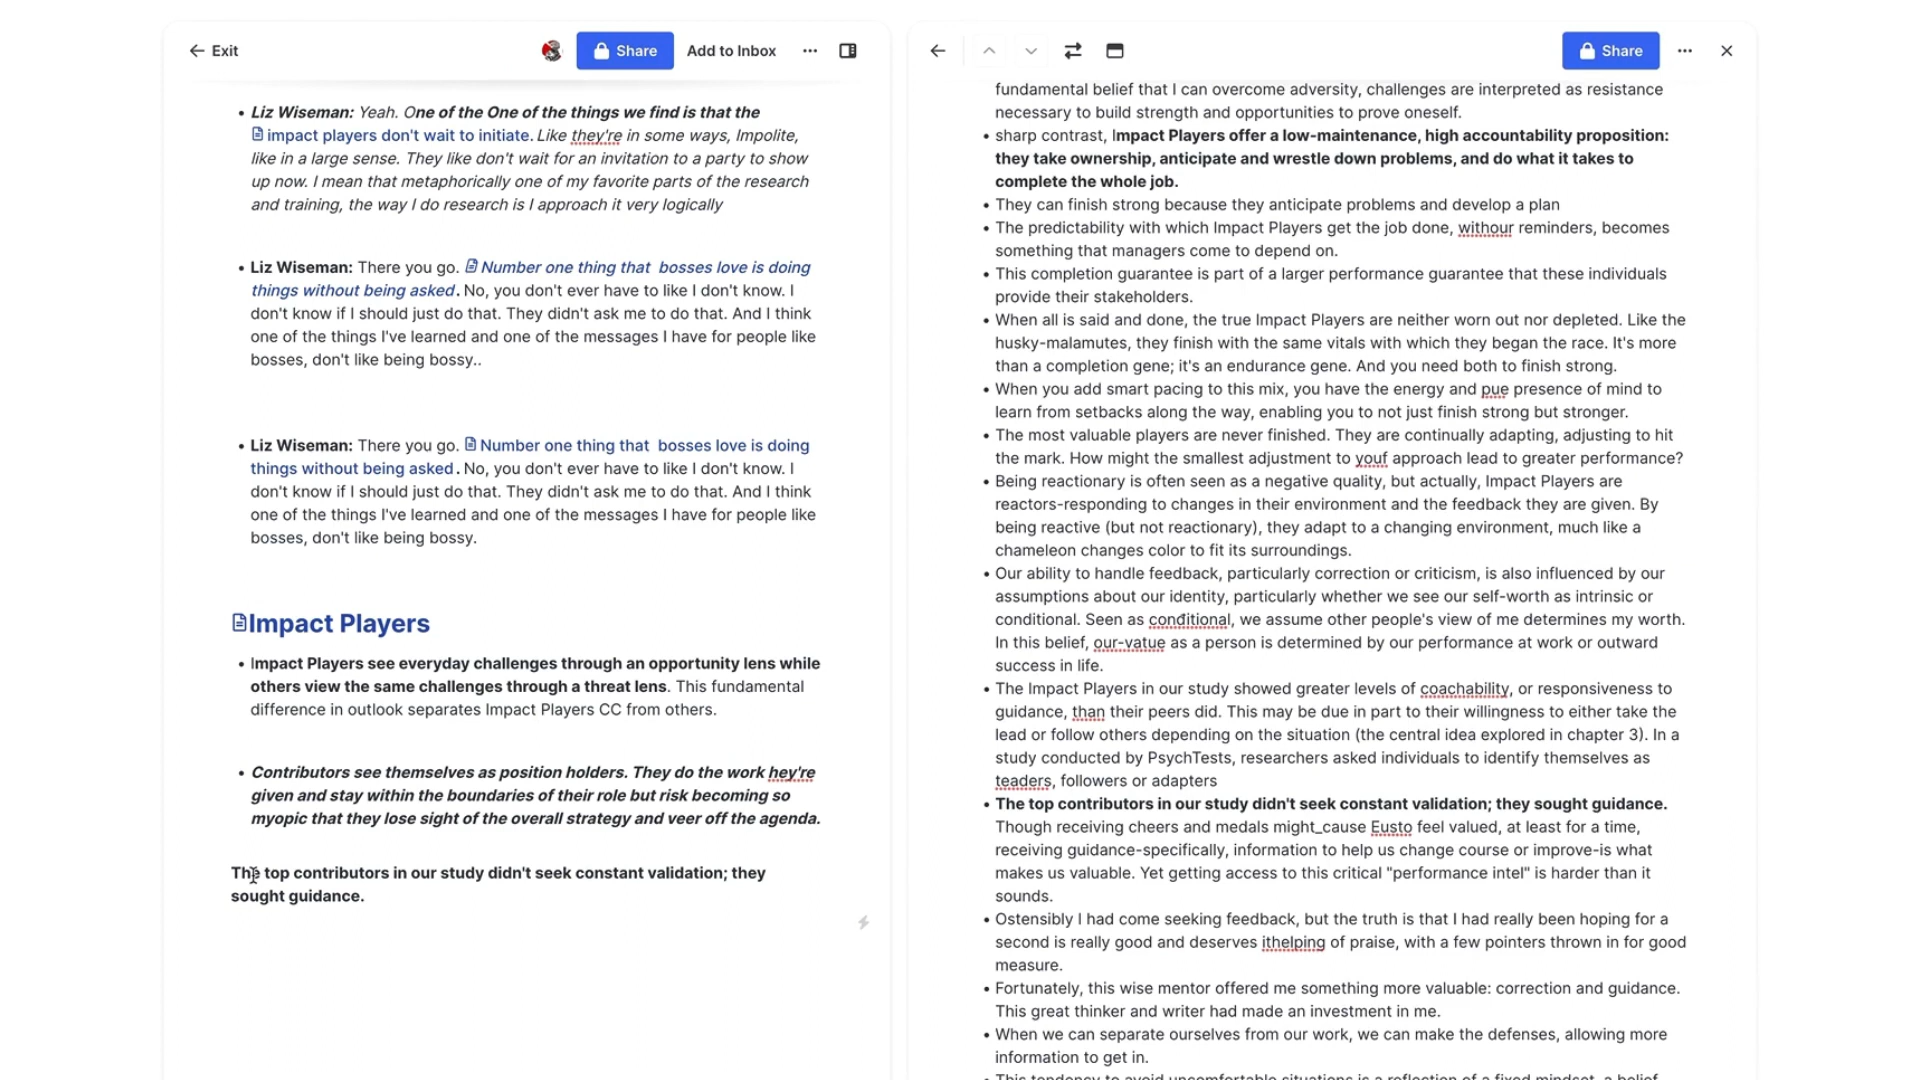 Exit
Share
Add to Inbox
Liz Wiseman: Yeah. One of the One of the things we find is that the
impact players don't wait to initiate. Like they're in some ways, Impolite,
like in a large sense. They like don't wait for an invitation to a party to show
up now. I mean that metaphorically one of my favorite parts of the research
and training, the way I do research is I approach it very logically
Liz Wiseman: There you go. Number one thing that bosses love is doing
things without being asked. No, you don't ever have to like I don't know. I
don't know if I should just do that. They didn't ask me to do that. And I think
one of the things I've learned and one of the messages I have for people like
bosses, don't like being bossy..
Liz Wiseman: There you go. Number one thing that bosses love is doing
things without being asked. No, you don't ever have to like I don't know. I
don't know if I should just do that. They didn't ask me to do that. And I think
one of the things I've learned and one of the messages I have for people like
bosses, don't like being bossy.
Impact Players
Impact Players see everyday challenges through an opportunity lens while
others view the same challenges through a threat lens. This fundamental
difference in outlook separates Impact Players CC from others.
Contributors see themselves as position holders. They do the work hey're
given and stay within the boundaries of their role but risk becoming so
myopic that they lose sight of the overall strategy and veer off the agenda.
The top contributors in our study didn't seek constant validation; they
sought guidance.
Share
fundamental belief that I can overcome adversity, challenges are interpreted as resistance
necessary to build strength and opportunities to prove oneself.
sharp contrast, Impact Players offer a low-maintenance, high accountability proposition:
they take ownership, anticipate and wrestle down problems, and do what it takes to
complete the whole job.
They can finish strong because they anticipate problems and develop a plan
The predictability with which Impact Players get the job done, withour reminders, becomes
something that managers come to depend on.
This completion guarantee is part of a larger performance guarantee that these individuals
provide their stakeholders.
When all is said and done, the true Impact Players are neither worn out nor depleted. Like the
husky-malamutes, they finish with the same vitals with which they began the race. It's more
than a completion gene; it's an endurance gene. And you need both to finish strong.
When you add smart pacing to this mix, you have the energy and pue presence of mind to
learn from setbacks along the way, enabling you to not just finish strong but stronger.
The most valuable players are never finished. They are continually adapting, adjusting to hit
the mark. How might the smallest adjustment to youf approach lead to greater performance?
Being reactionary is often seen as a negative quality, but actually, Impact Players are
reactors-responding to changes in their environment and the feedback they are given. By
being reactive (but not reactionary), they adapt to a changing environment, much like a
chameleon changes color to fit its surroundings.
Our ability to handle feedback, particularly correction or criticism, is also influenced by our
assumptions about our identity, particularly whether we see our self-worth as intrinsic or
conditional. Seen as conđitional, we assume other people's view of me determines my worth.
In this belief, our-vatue as a person is determined by our performance at work or outward
success in life.
The Impact Players in our study showed greater levels of coachability, or responsiveness to
guidance, than their peers did. This may be due in part to their willingness to either take the
lead or follow others depending on the situation (the central idea explored in chapter 3). In a
study conducted by PsychTests, researchers asked individuals to identify themselves as
teaders, followers or adapters
The top contributors in our study didn't seek constant validation; they sought guidance.
Though receiving cheers and medals might_cause Eusto feel valued, at least for a time,
receiving guidance-specifically, information to help us change course or improve-is what
makes us valuable. Yet getting access to this critical "performance intel" is harder than it
sounds.
Ostensibly I had come seeking feedback, but the truth is that I had really been hoping for a
second is really good and deserves ithelping of praise, with a few pointers thrown in for good
measure.
Fortunately, this wise mentor offered me something more valuable: correction and guidance.
This great thinker and writer had made an investment in me.
When we can separate ourselves from our work, we can make the defenses, allowing more
information to get in.
This tendency to avoid uncomfortable situations is a reflection of a fixed mindset, a belief